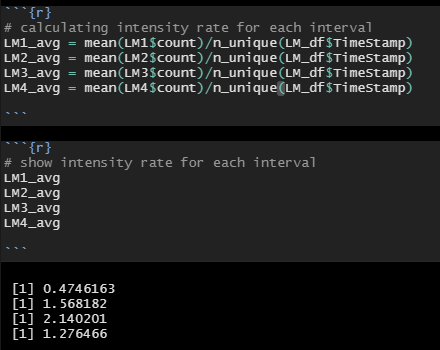 ```{r}
# calculating intensity rate for each interval
LM1_avg = mean(LM1$count)/n_unique(LM_df$TimeStamp)
LM2_avg = mean(LM2$count)/n_unique(LM_df$TimeStamp)
LM3_avg = mean(LM3$count)/n_unique(LM_df$TimeStamp)
LM4_avg = mean(LM4$count)/n_unique(LM_df$TimeStamp)
```
```{r}
# show intensity rate for each interval
LM1_avg
LM2_avg
LM3_avg
LM4_avg
```
[1] 0.4746163
[1] 1.568182
[1] 2.140201
[1] 1.276466